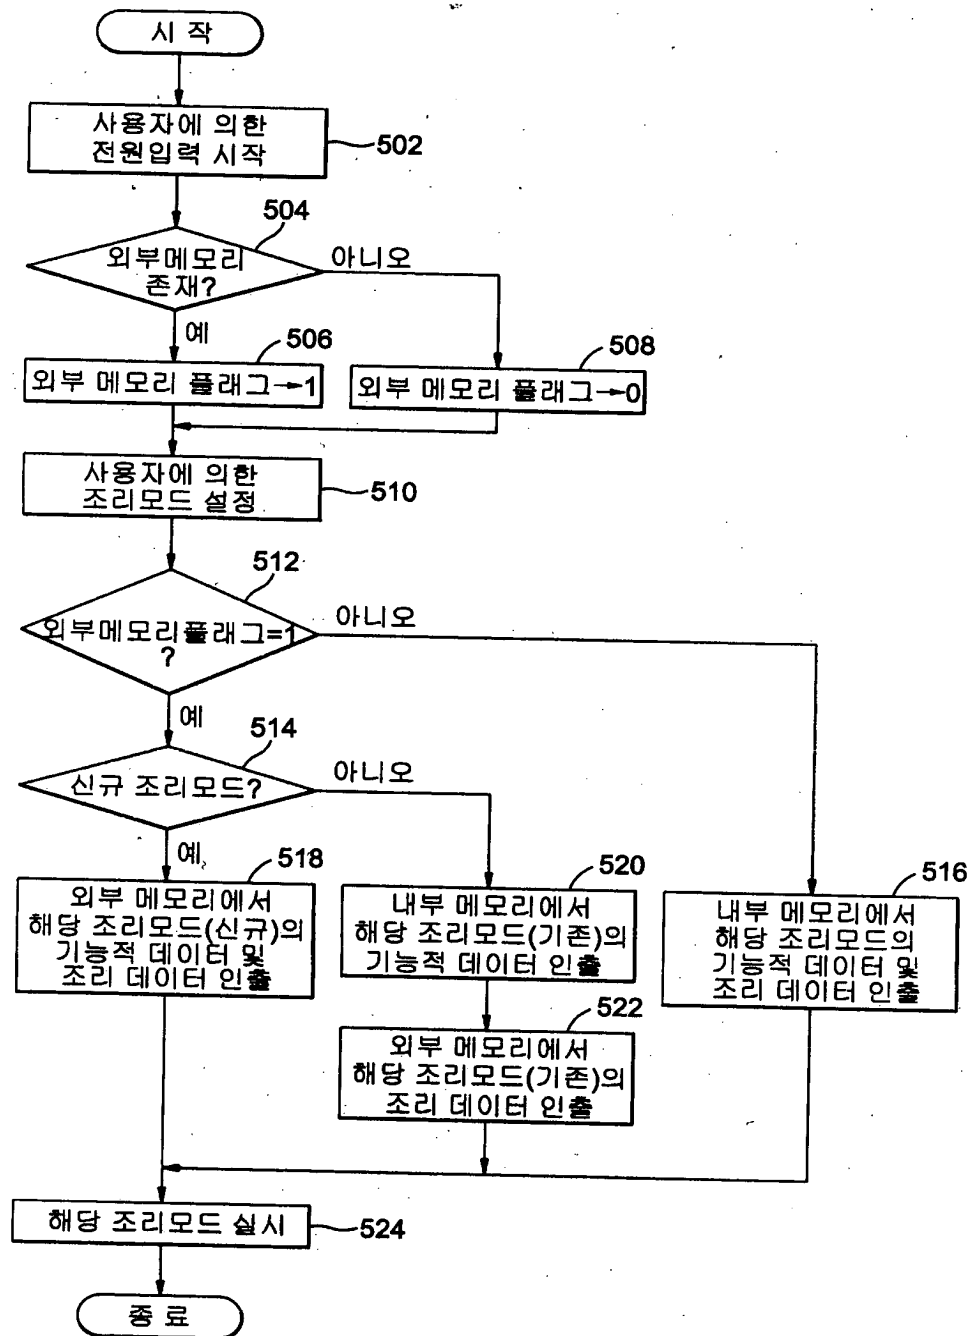 시 작
사용자에 의한
전원입력 시작
502
504
외부메모리
존재?
아니오
예
506
외부 메모리 플래그→1
508
외부 메모리 플래그→0
사용자에 의한
조리모드 설정
510
512
외부메모리플래그=1
?
아니오
예
514
신규 조리모드?
아니오
예
518
외부 메모리에서
해당 조리모드(신규)의
기능적 데이터 및
조리 데이터 인출
520
내부 메모리에서
해당 조리모드(기존)의
기능적 데이터 인출
516
내부 메모리에서
해당 조리모드의
기능적 데이터 및
조리 데이터 인출
522
외부 메모리에서
해당 조리모드(기존)의
조리 데이터 인출
해당 조리모드 실시
524
종 료